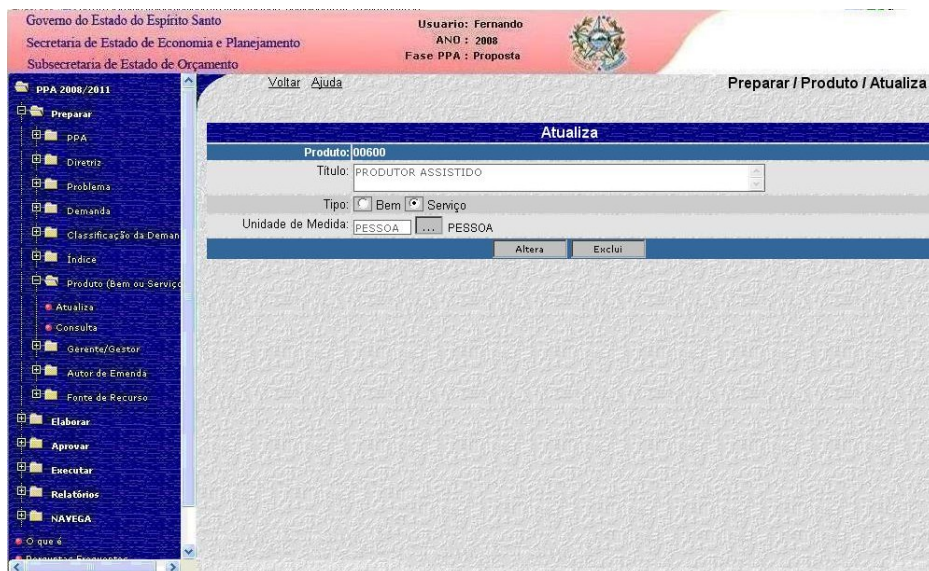 Governo do Estado do Espírito Santo
Secretaria de Estado de Economia e Planejamento
Subsecretaria de Estado de Orçamento
Usuario: Fernando
ANO : 2008
Fase PPA : Proposta
Voltar Ajuda
Preparar / Produto / Atualiza
PPA 2008/2011
Preparar
PPA
Diretriz
Problema
Demanda
Classificação da Deman
Índice
Produto (Bem ou Serviço
Atualiza
Consulta
Gerente/Gestor
Autor de Emenda
Fonte de Recurso
Elaborar
Aprovar
Executar
Relatórios
NAVEGA
O que é
Perguntas Frequentes
Atualiza
Produto: 00600
Título: PRODUTOR ASSISTIDO
Tipo: Bem Serviço
Unidade de Medida: PESSOA ... PESSOA
Altera Exclui